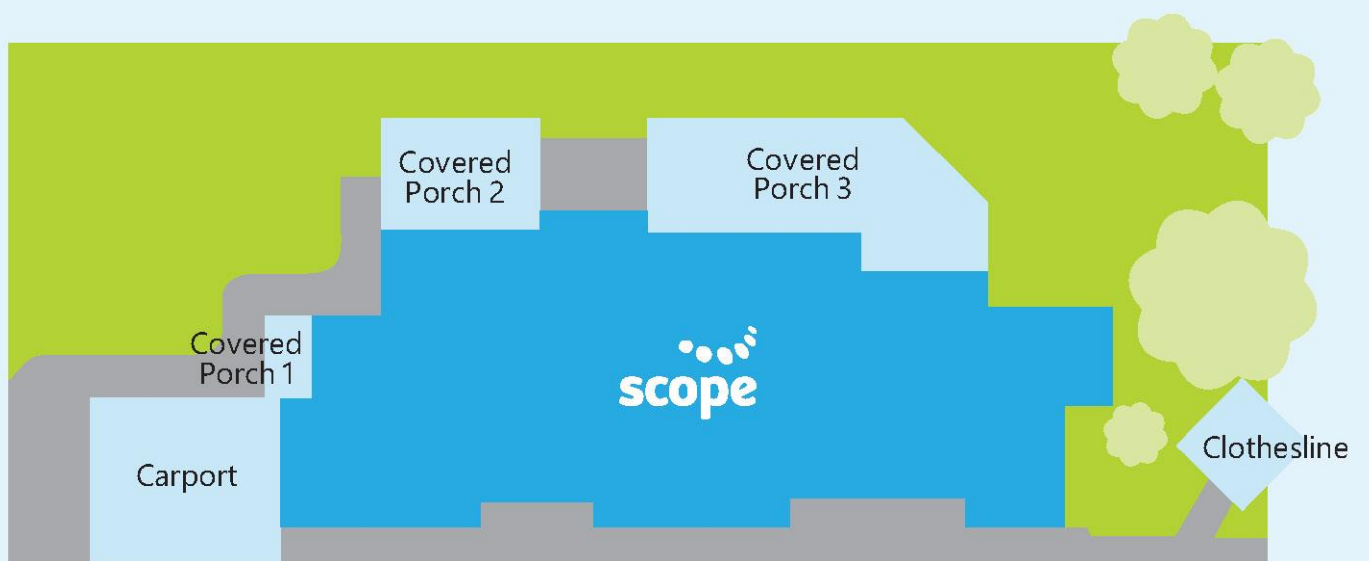 Covered
Porch 2
Covered
Porch 3
Covered
Porch 1
scope
Carport
Clothesline